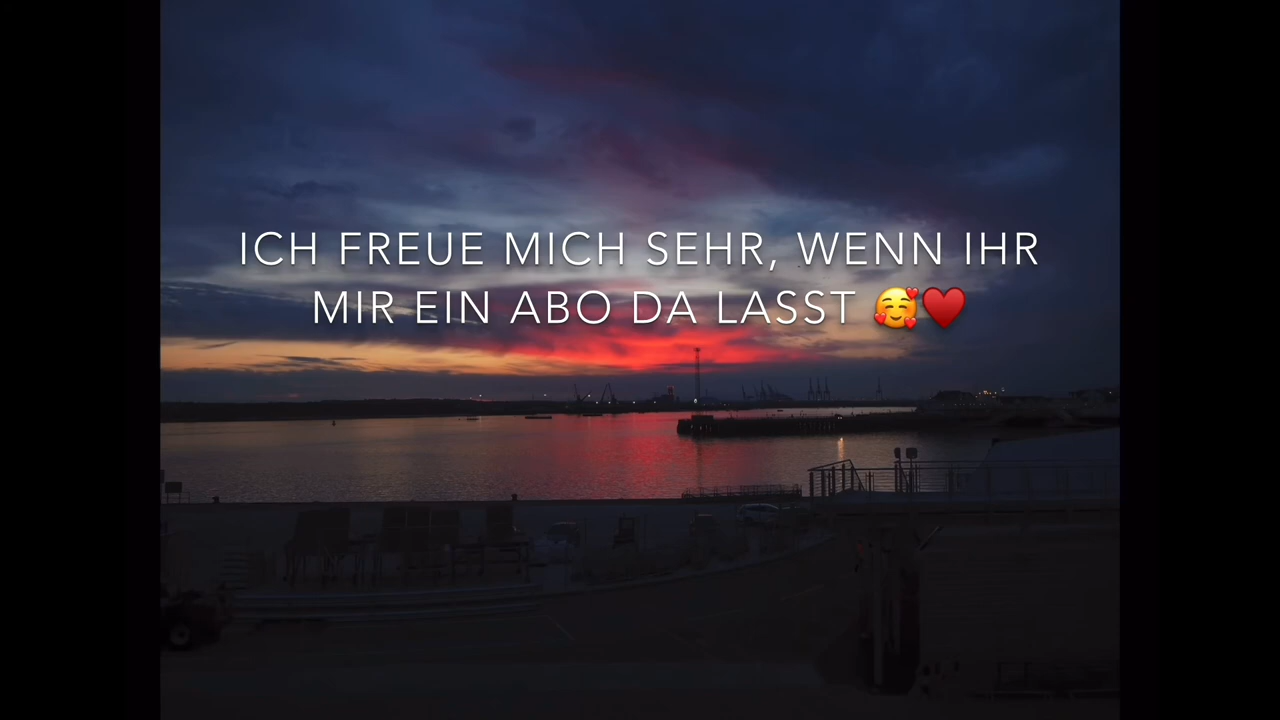 ICH FREUE MICH SEHR, WENN IHR
MIR EIN ABO DA LASST 🥰♥️